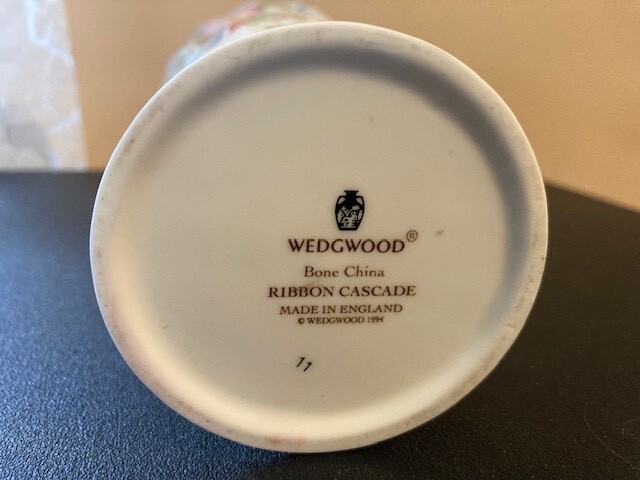 WEDGWOOD®
Bone China
RIBBON CASCADE
MADE IN ENGLAND
© WEDGWOOD 1994
11